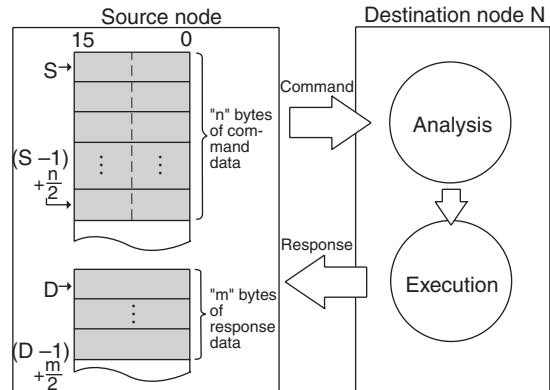 Source node
Destination node N
15 0
S
(S –1)
+ n/2
"n" bytes
of com-
mand
data
Command
Analysis
Response
Execution
D
(D –1)
+ m/2
"m" bytes
of
response
data